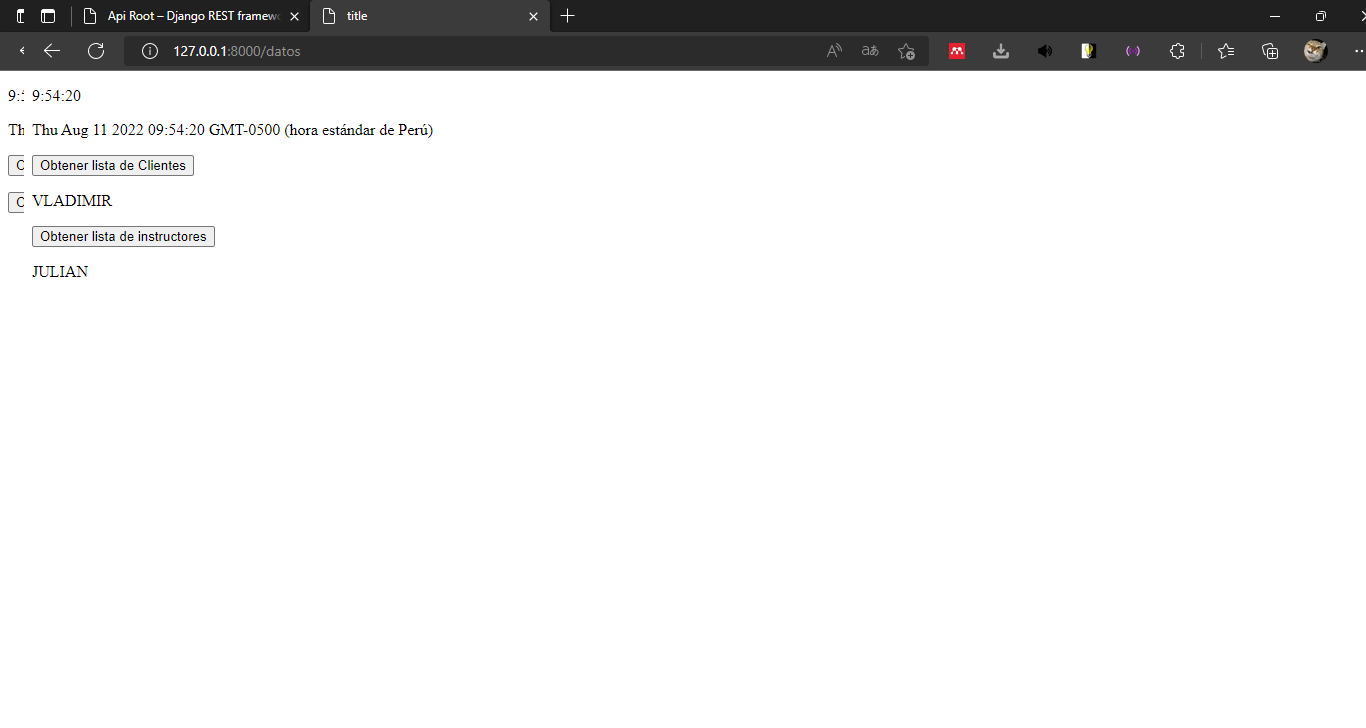 Api Root – Django REST framew
title
127.0.0.1:8000/datos
9:54:20
Th Thu Aug 11 2022 09:54:20 GMT-0500 (hora estándar de Perú)
Obtener lista de Clientes
VLADIMIR
Obtener lista de instructores
JULIAN